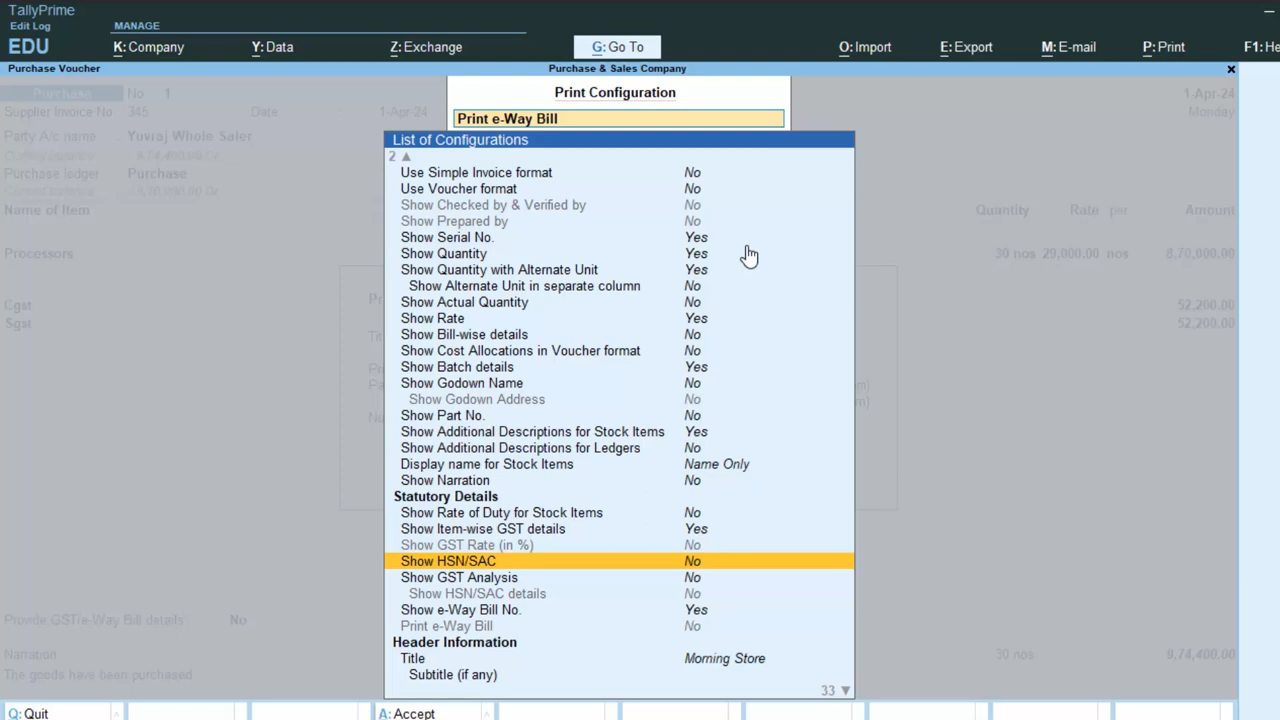 TallyPrime
Edit Log
EDU
MANAGE
K: Company
Y: Data
Z: Exchange
G: Go To
O: Import
E: Export
M: E-mail
P: Print
F1: He
Purchase Voucher
Purchase & Sales Company
Purchase No 1
1-Apr-24
Supplier Invoice No. 345 Date : 1-Apr-24
Monday
Party A/c name : Yuvraj Whole Saler
Current balance : 9,74,400.00 Cr
Purchase ledger : Purchase
Name of Item
Quantity Rate per Amount
Processors 30 nos 29,000.00 nos 8,70,000.00
Cgst 52,200.00
Sgst 52,200.00
Provide GST/e-Way Bill details: No
Narration 30 nos 9,74,400.00
The goods have been purchased
Print Configuration
Print e-Way Bill
List of Configurations
2 ▲
Use Simple Invoice format No
Use Voucher format No
Show Checked by & Verified by No
Show Prepared by No
Show Serial No. Yes
Show Quantity Yes
Show Quantity with Alternate Unit Yes
Show Alternate Unit in separate column No
Show Actual Quantity No
Show Rate Yes
Show Bill-wise details No
Show Cost Allocations in Voucher format No
Show Batch details Yes
Show Godown Name No
Show Godown Address No
Show Part No. No
Show Additional Descriptions for Stock Items Yes
Show Additional Descriptions for Ledgers No
Display name for Stock Items Name Only
Show Narration No
Statutory Details
Show Rate of Duty for Stock Items No
Show Item-wise GST details Yes
Show GST Rate (in %) No
Show HSN/SAC No
Show GST Analysis No
Show HSN/SAC details No
Show e-Way Bill No. Yes
Print e-Way Bill No
Header Information
Title Morning Store
Subtitle (if any)
33 ▼
Q: Quit
A: Accept